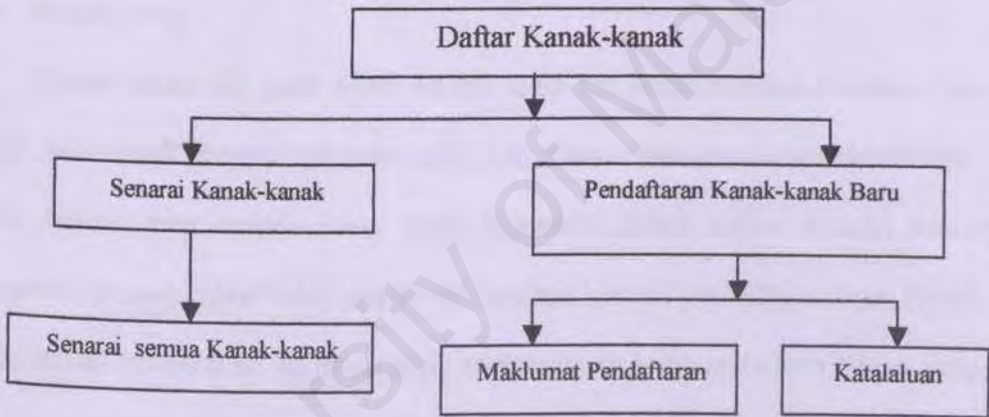 Daftar Kanak-kanak
Senarai Kanak-kanak
Pendaftaran Kanak-kanak Baru
Senarai semua Kanak-kanak
Maklumat Pendaftaran
Katalaluan